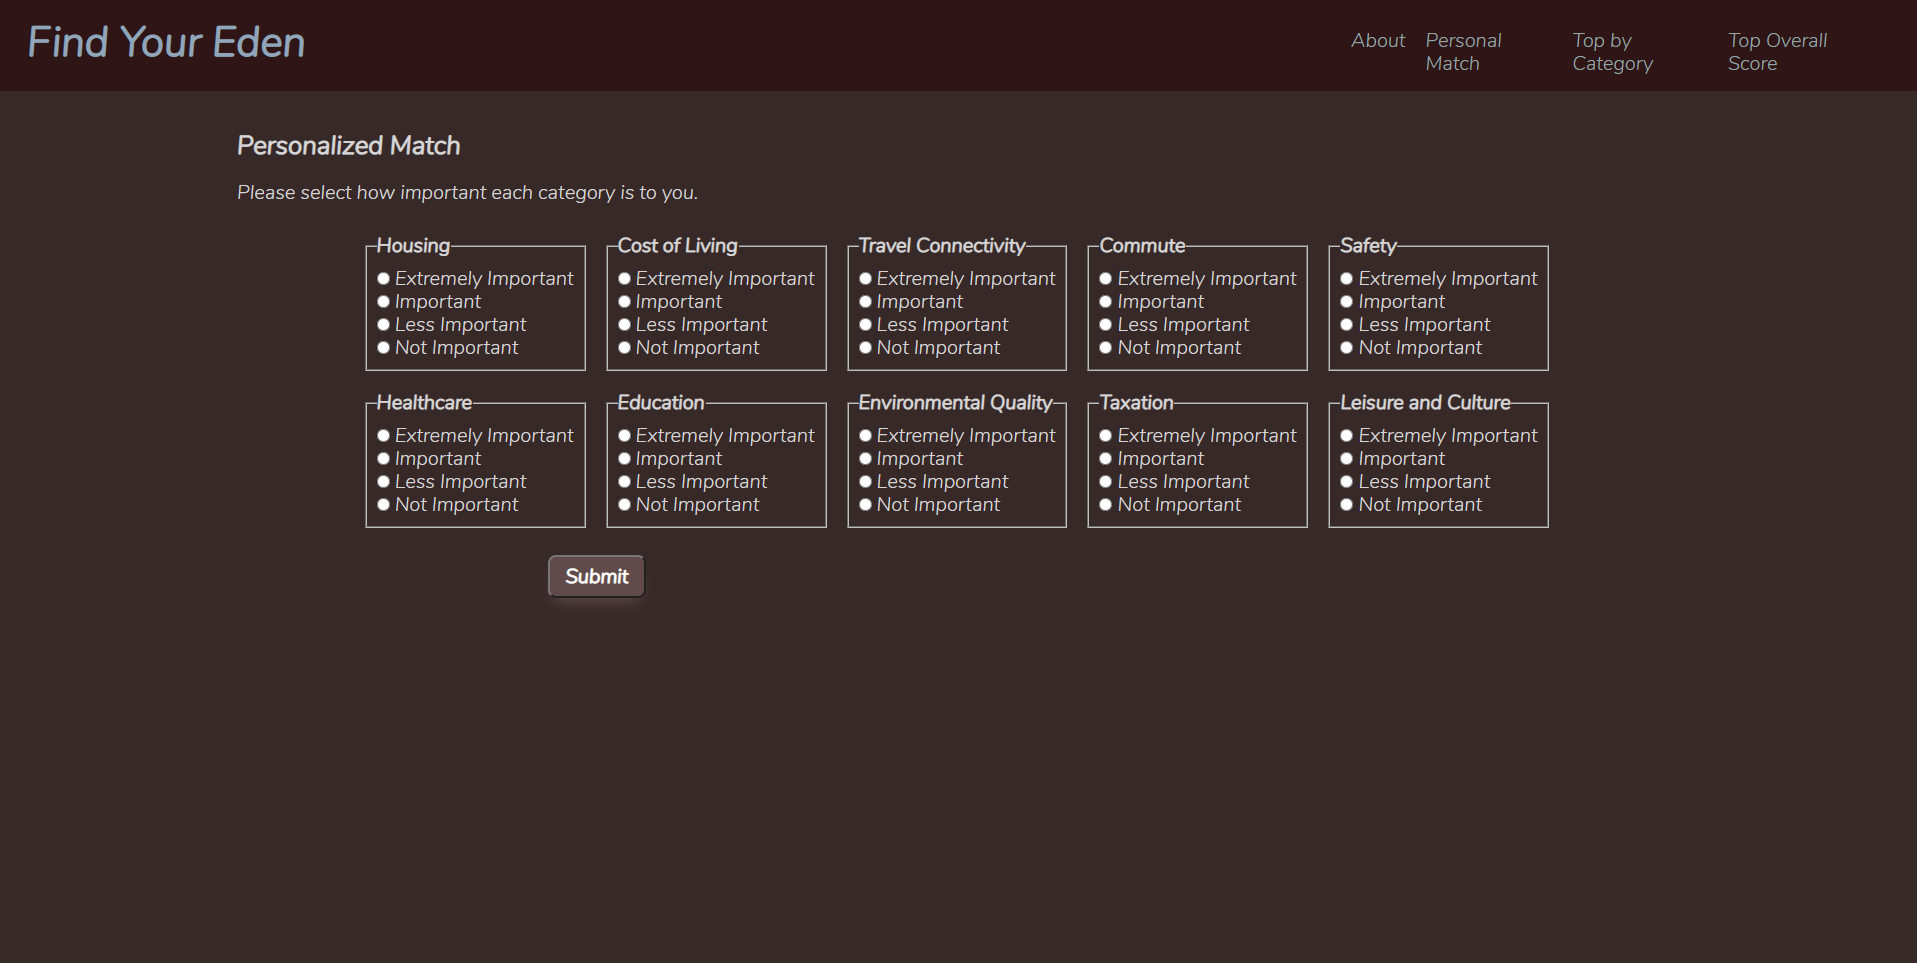 Find Your Eden
About Personal Match Top by Category Top Overall Score
Personalized Match
Please select how important each category is to you.
Housing
Extremely Important
Important
Less Important
Not Important
Cost of Living
Extremely Important
Important
Less Important
Not Important
Travel Connectivity
Extremely Important
Important
Less Important
Not Important
Commute
Extremely Important
Important
Less Important
Not Important
Safety
Extremely Important
Important
Less Important
Not Important
Healthcare
Extremely Important
Important
Less Important
Not Important
Education
Extremely Important
Important
Less Important
Not Important
Environmental Quality
Extremely Important
Important
Less Important
Not Important
Taxation
Extremely Important
Important
Less Important
Not Important
Leisure and Culture
Extremely Important
Important
Less Important
Not Important
Submit